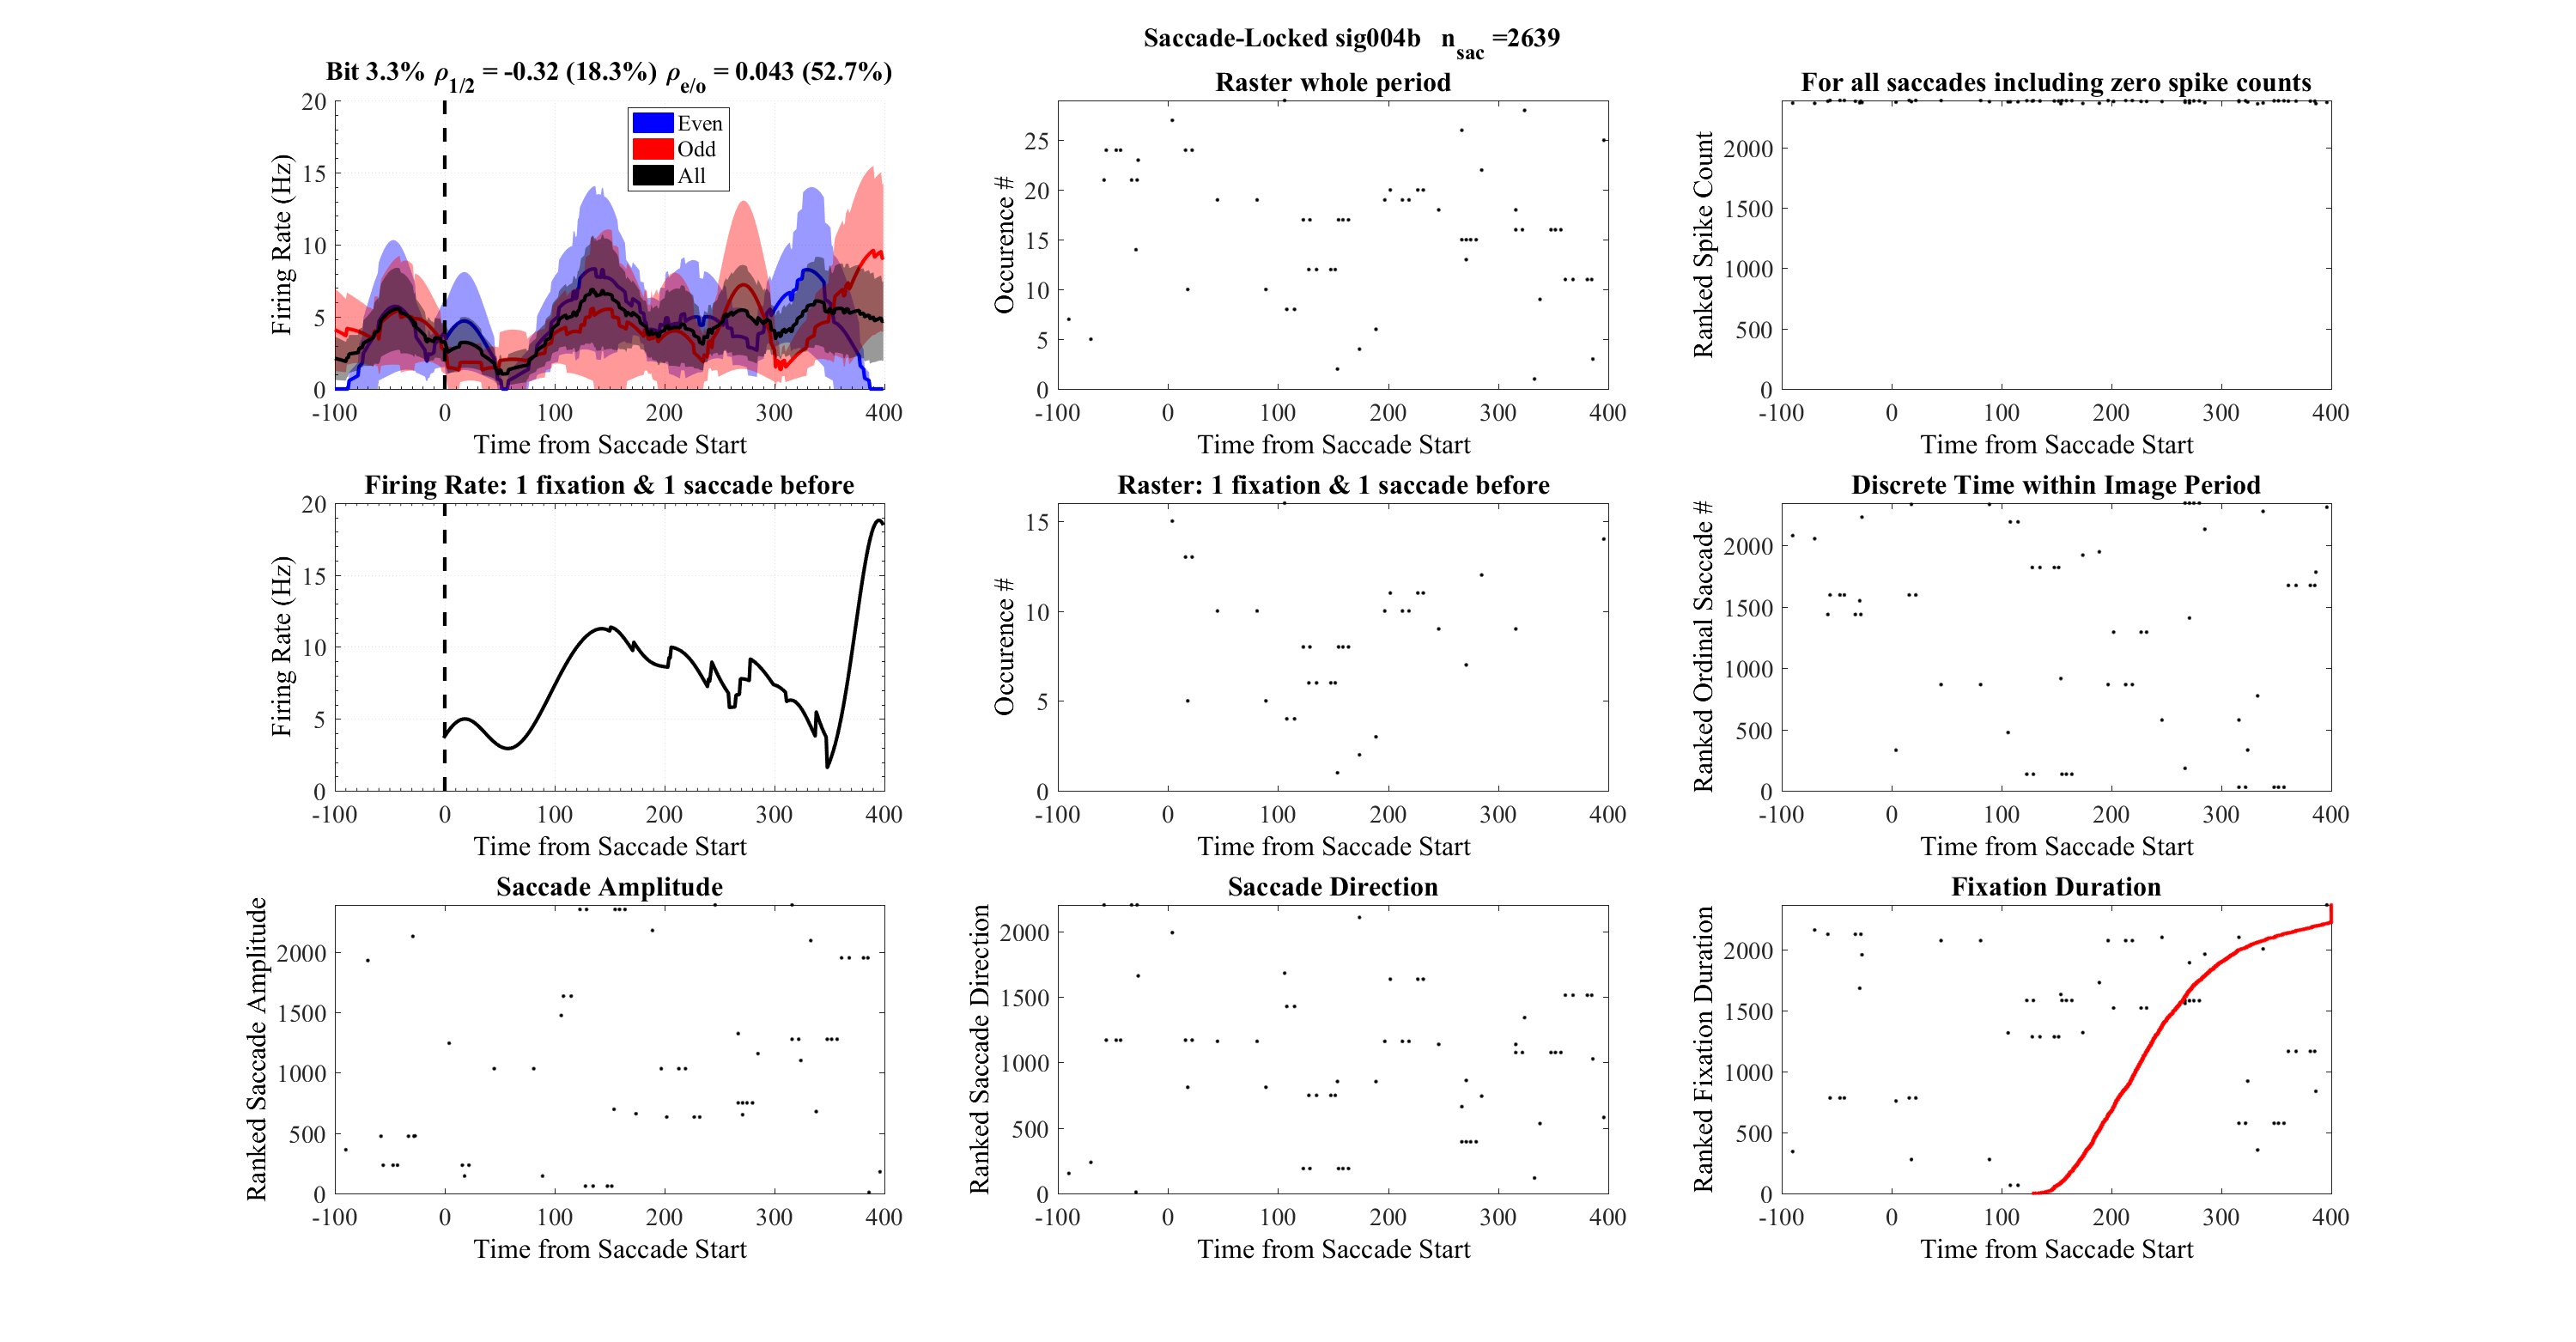 Saccade-Locked sig004b n_sac =2639
Bit 3.3% ρ_1/2 = -0.32 (18.3%) ρ_e/o = 0.043 (52.7%)
Even
Odd
All
Firing Rate (Hz)
0
5
10
15
20
-100 0 100 200 300 400
Time from Saccade Start
Raster whole period
Occurence #
0
5
10
15
20
25
-100 0 100 200 300 400
Time from Saccade Start
For all saccades including zero spike counts
Ranked Spike Count
0
500
1000
1500
2000
-100 0 100 200 300 400
Time from Saccade Start
Firing Rate: 1 fixation & 1 saccade before
Firing Rate (Hz)
0
5
10
15
20
-100 0 100 200 300 400
Time from Saccade Start
Raster: 1 fixation & 1 saccade before
Occurence #
0
5
10
15
-100 0 100 200 300 400
Time from Saccade Start
Discrete Time within Image Period
Ranked Ordinal Saccade #
0
500
1000
1500
2000
-100 0 100 200 300 400
Time from Saccade Start
Saccade Amplitude
Ranked Saccade Amplitude
0
500
1000
1500
2000
-100 0 100 200 300 400
Time from Saccade Start
Saccade Direction
Ranked Saccade Direction
0
500
1000
1500
2000
-100 0 100 200 300 400
Time from Saccade Start
Fixation Duration
Ranked Fixation Duration
0
500
1000
1500
2000
-100 0 100 200 300 400
Time from Saccade Start